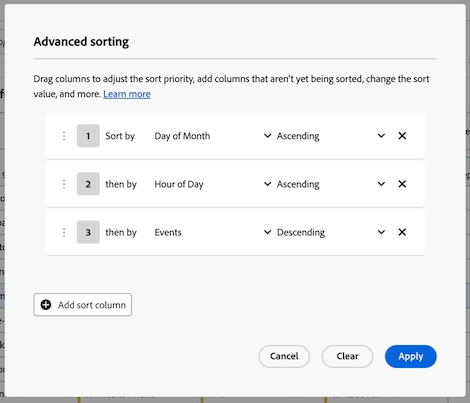 Advanced sorting
Drag columns to adjust the sort priority, add columns that aren't yet being sorted, change the sort
value, and more. Learn more
1 Sort by Day of Month Ascending
2 then by Hour of Day Ascending
3 then by Events Descending
Add sort column
Cancel Clear Apply